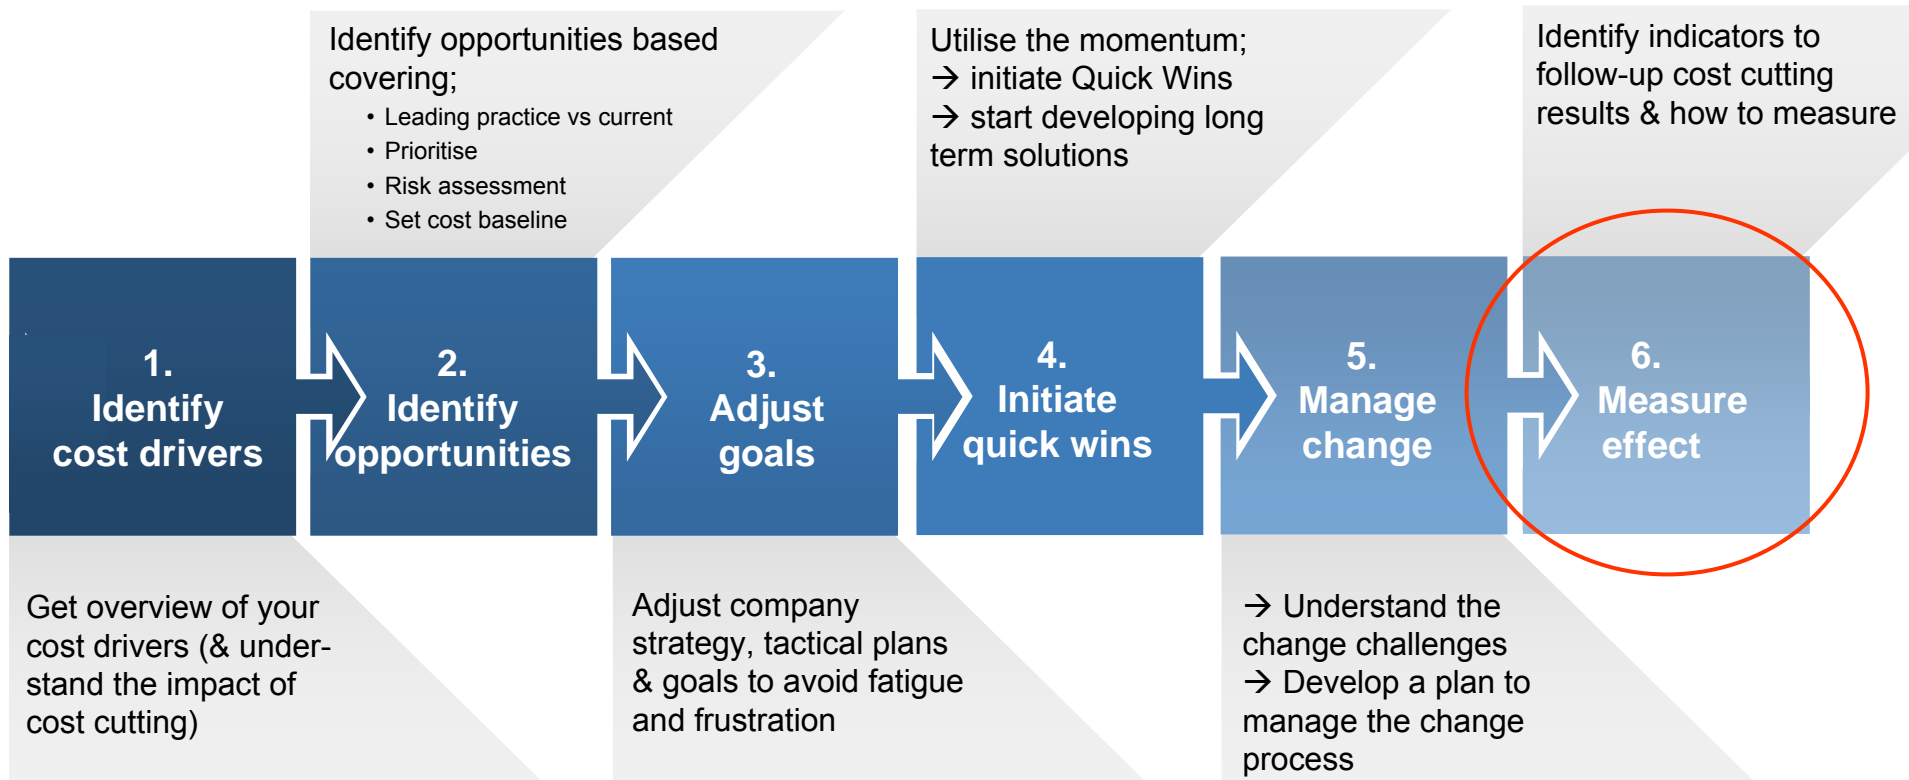 Identify opportunities based
covering;
• Leading practice vs current
• Prioritise
• Risk assessment
• Set cost baseline
Utilise the momentum;
→ initiate Quick Wins
→ start developing long
term solutions
Identify indicators to
follow-up cost cutting
results & how to measure
1.
Identify
cost drivers
2.
Identify
opportunities
3.
Adjust
goals
4.
Initiate
quick wins
5.
Manage
change
6.
Measure
effect
Get overview of your
cost drivers (& under-
stand the impact of
cost cutting)
Adjust company
strategy, tactical plans
& goals to avoid fatigue
and frustration
→ Understand the
change challenges
→ Develop a plan to
manage the change
process